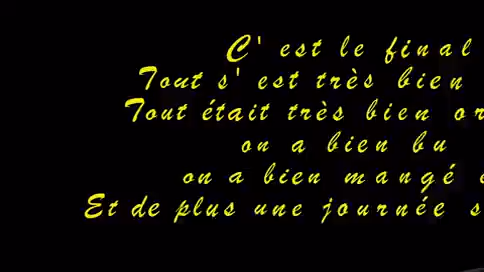 C' est le final
Tout s' est très bien
Tout était très bien or
on a bien bu
on a bien mangé
Et de plus une journée s